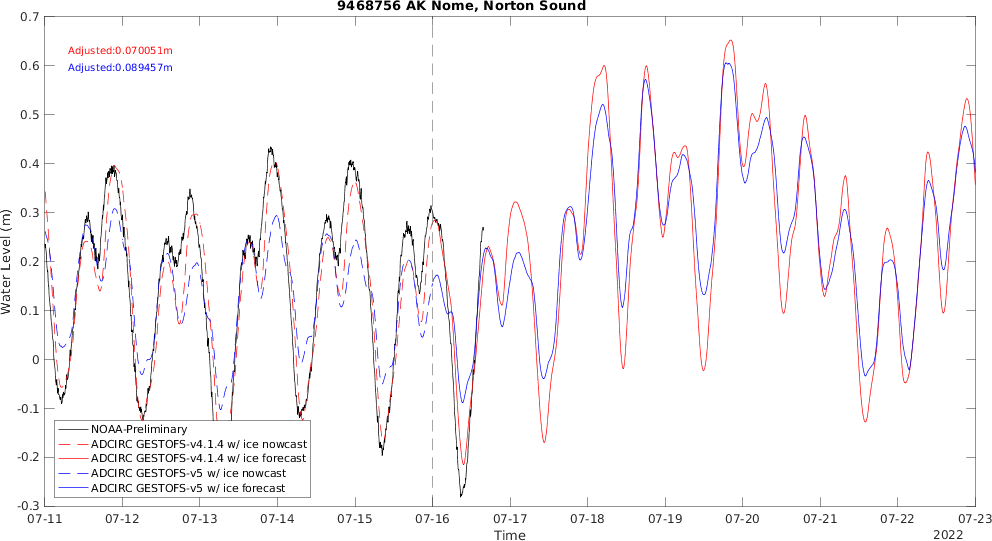 9468756 AK Nome, Norton Sound
Adjusted:0.070051m
Adjusted:0.089457m
Water Level (m)
0.7
0.6
0.5
0.4
0.3
0.2
0.1
0
-0.1
-0.2
-0.3
NOAA-Preliminary
ADCIRC GESTOFS-v4.1.4 w/ ice nowcast
ADCIRC GESTOFS-v4.1.4 w/ ice forecast
ADCIRC GESTOFS-v5 w/ ice nowcast
ADCIRC GESTOFS-v5 w/ ice forecast
07-11 07-12 07-13 07-14 07-15 07-16 07-17 07-18 07-19 07-20 07-21 07-22 07-23
Time
2022